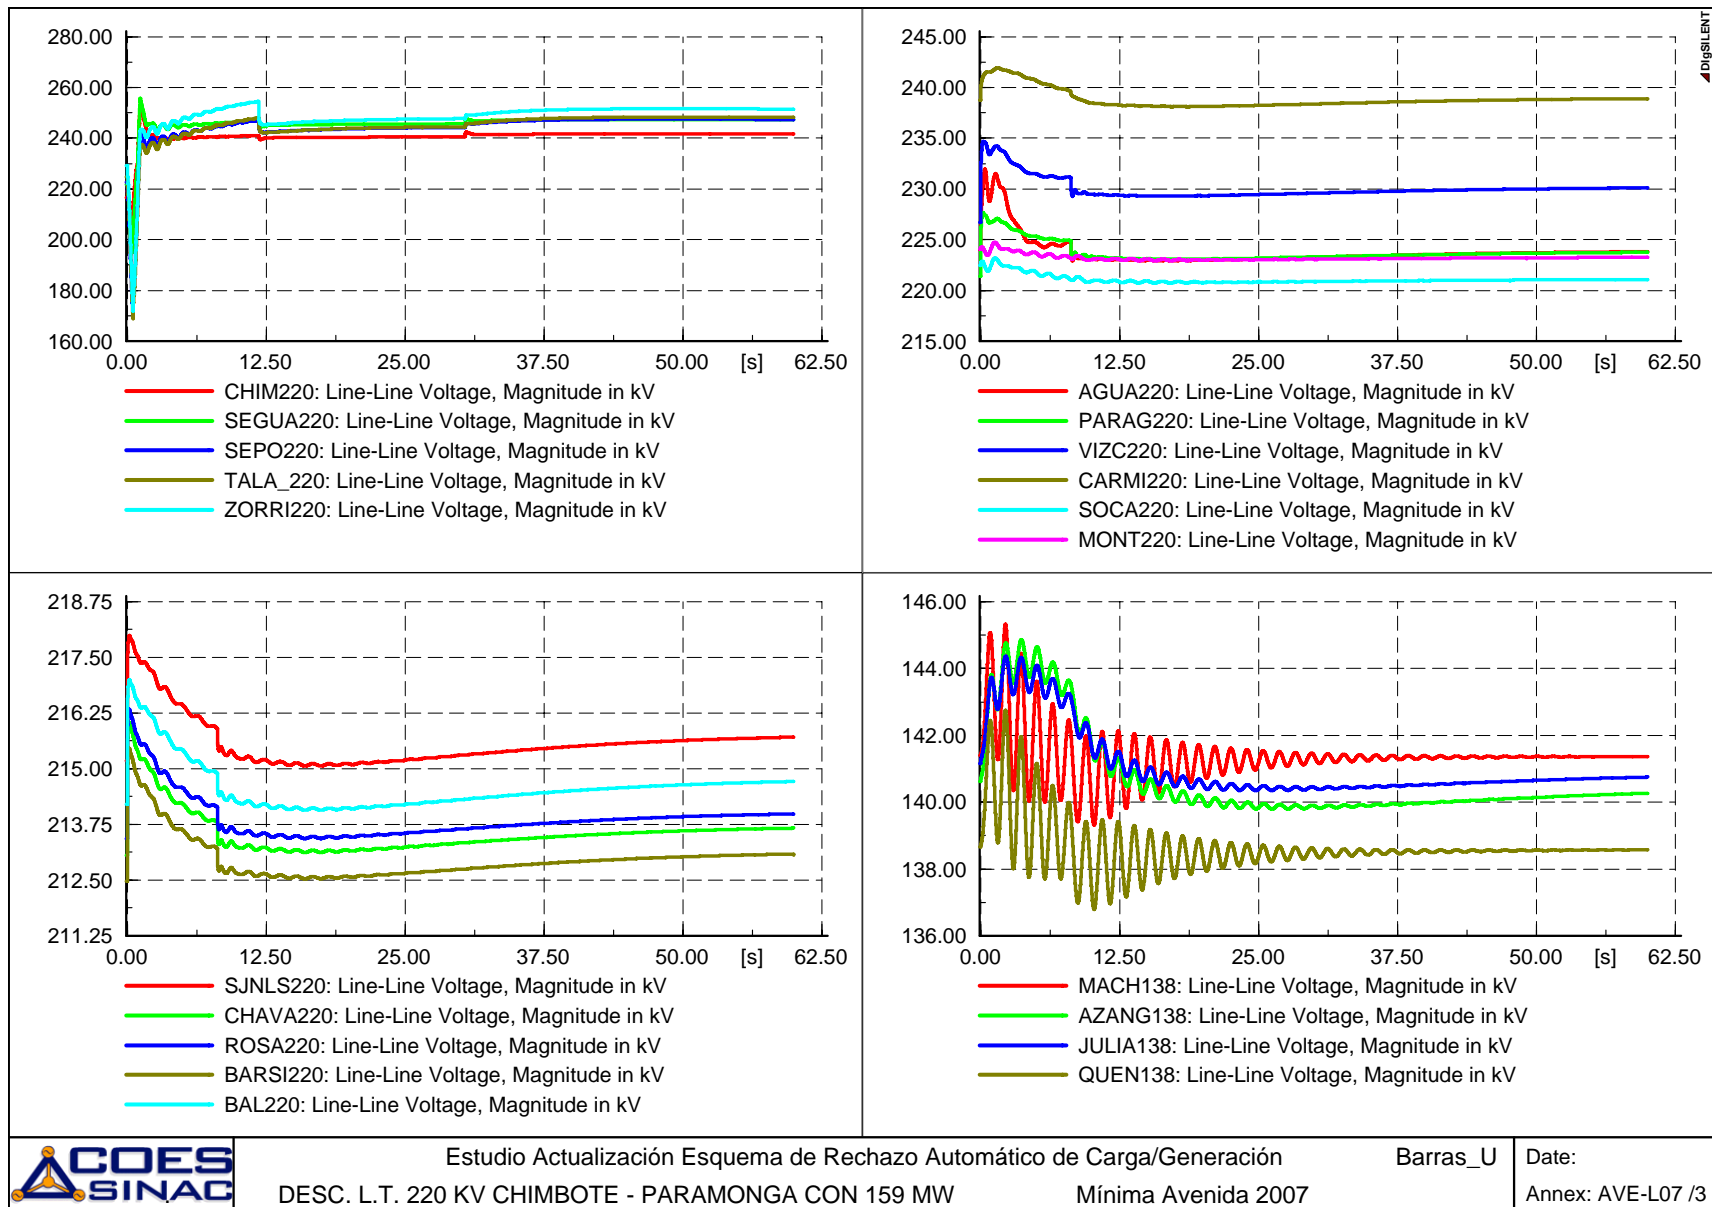 280.00
260.00
240.00
220.00
200.00
180.00
160.00
0.00 12.50 25.00 37.50 50.00 [s] 62.50
CHIM220: Line-Line Voltage, Magnitude in kV
SEGUA220: Line-Line Voltage, Magnitude in kV
SEPO220: Line-Line Voltage, Magnitude in kV
TALA_220: Line-Line Voltage, Magnitude in kV
ZORRI220: Line-Line Voltage, Magnitude in kV
245.00
240.00
235.00
230.00
225.00
220.00
215.00
0.00 12.50 25.00 37.50 50.00 [s] 62.50
AGUA220: Line-Line Voltage, Magnitude in kV
PARAG220: Line-Line Voltage, Magnitude in kV
VIZC220: Line-Line Voltage, Magnitude in kV
CARMI220: Line-Line Voltage, Magnitude in kV
SOCA220: Line-Line Voltage, Magnitude in kV
MONT220: Line-Line Voltage, Magnitude in kV
DIgSILENT
218.75
217.50
216.25
215.00
213.75
212.50
211.25
0.00 12.50 25.00 37.50 50.00 [s] 62.50
SJNLS220: Line-Line Voltage, Magnitude in kV
CHAVA220: Line-Line Voltage, Magnitude in kV
ROSA220: Line-Line Voltage, Magnitude in kV
BARSI220: Line-Line Voltage, Magnitude in kV
BAL220: Line-Line Voltage, Magnitude in kV
146.00
144.00
142.00
140.00
138.00
136.00
0.00 12.50 25.00 37.50 50.00 [s] 62.50
MACH138: Line-Line Voltage, Magnitude in kV
AZANG138: Line-Line Voltage, Magnitude in kV
JULIA138: Line-Line Voltage, Magnitude in kV
QUEN138: Line-Line Voltage, Magnitude in kV
COES
SINAC
Estudio Actualización Esquema de Rechazo Automático de Carga/Generación Barras_U
DESC. L.T. 220 KV CHIMBOTE - PARAMONGA CON 159 MW Mínima Avenida 2007
Date:
Annex: AVE-L07 /3